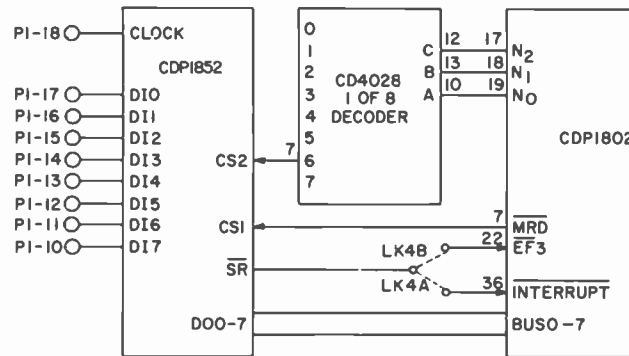 P1-18 CLOCK
CDP1852
P1-17 DI0
P1-16 DI1
P1-15 DI2
P1-14 DI3
P1-13 DI4
P1-12 DI5
P1-11 DI6
P1-10 DI7
CS2
CS1
SR
DO0-7
7
0
1
2
3
4
5
6
7
CD4028
1 OF 8
DECODER
C 12 17 N2
B 13 18 N1
A 10 19 N0
CDP1802
7 MRD
LK4B 22 EF3
LK4A 36 INTERRUPT
BUS0-7